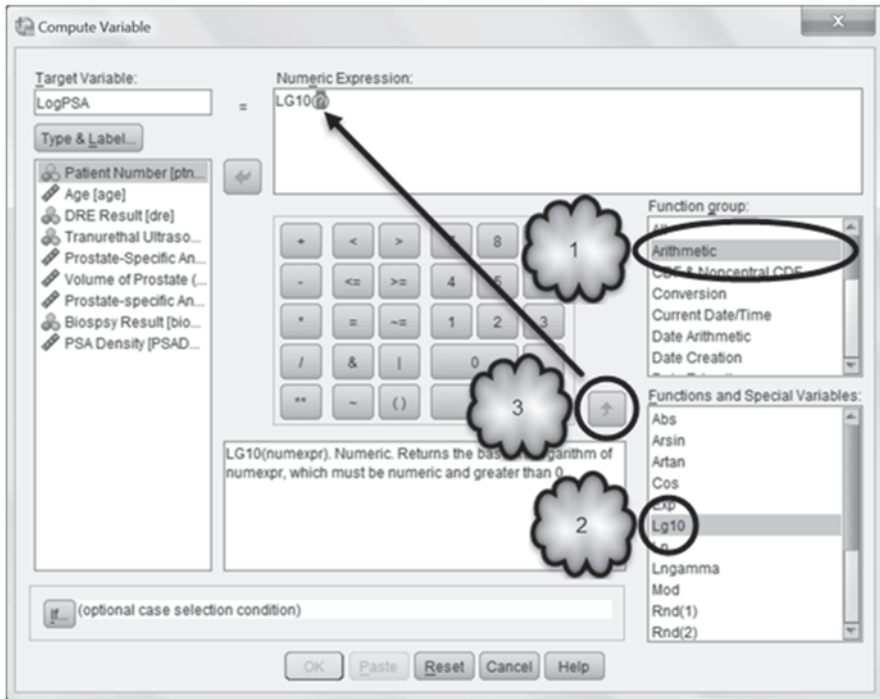 Compute Variable
Target Variable:
LogPSA
=
Numeric Expression:
LG10(?)
Type & Label...
Patient Number [ptn...
Age [age]
DRE Result [dre]
Tranurethal Ultraso...
Prostate-Specific An...
Volume of Prostate (...
Prostate-specific An...
Biospsy Result [bio...
PSA Density [PSAD...
+ < > 8
- <= >= 4 5
* = ~= 1 2 3
/ & | 0
** ~ ( )
1
Function group:
Arithmetic
CDF & Noncentral CDF
Conversion
Current Date/Time
Date Arithmetic
Date Creation
3
LG10(numexpr). Numeric. Returns the logarithm of
numexpr, which must be numeric and greater than 0
2
Functions and Special Variables:
Abs
Arsin
Artan
Cos
Exp
Lg10
Ln
Lngamma
Mod
Rnd(1)
Rnd(2)
If... (optional case selection condition)
OK Paste Reset Cancel Help